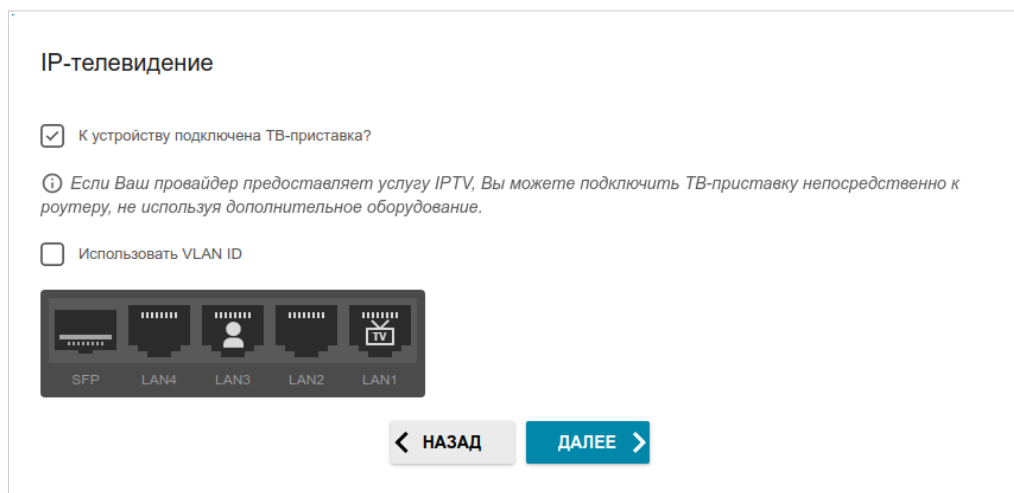 IP-телевидение
К устройству подключена ТВ-приставка?
Если Ваш провайдер предоставляет услугу IPTV, Вы можете подключить ТВ-приставку непосредственно к
роутеру, не используя дополнительное оборудование.
Использовать VLAN ID
TV
SFP LAN4 LAN3 LAN2 LAN1
НАЗАД ДАЛЕЕ